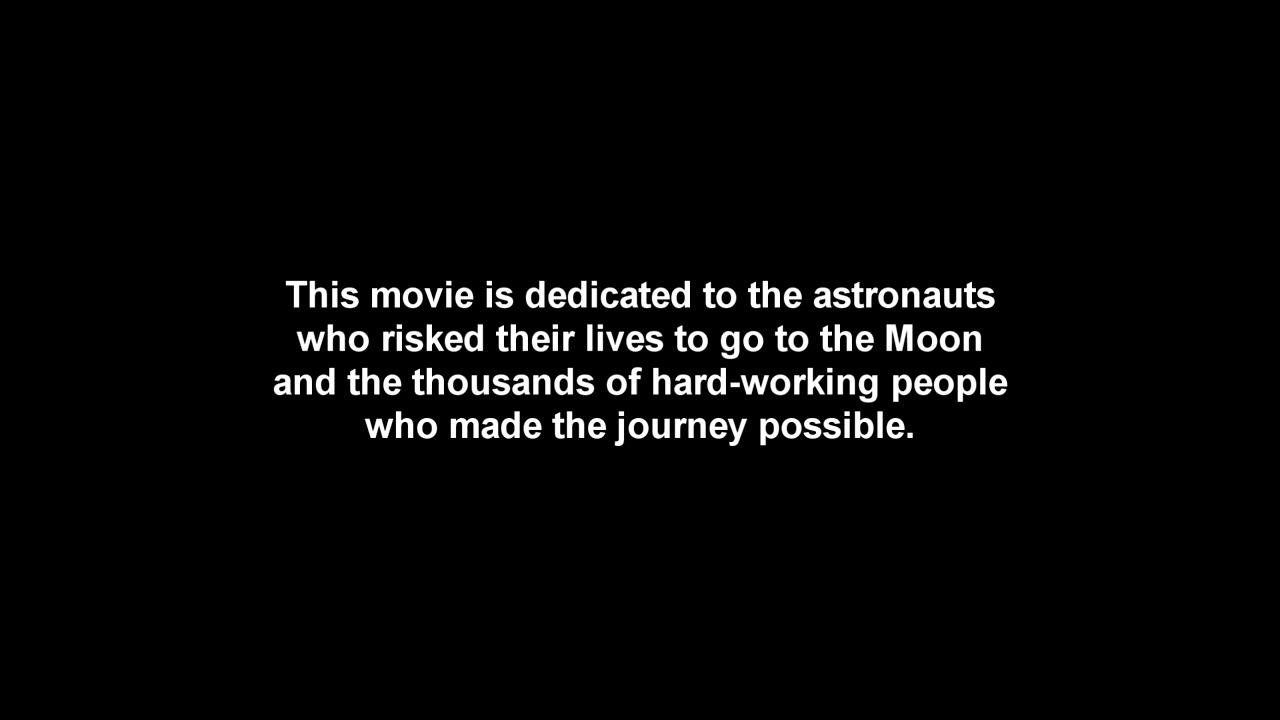 This movie is dedicated to the astronauts
who risked their lives to go to the Moon
and the thousands of hard-working people
who made the journey possible.